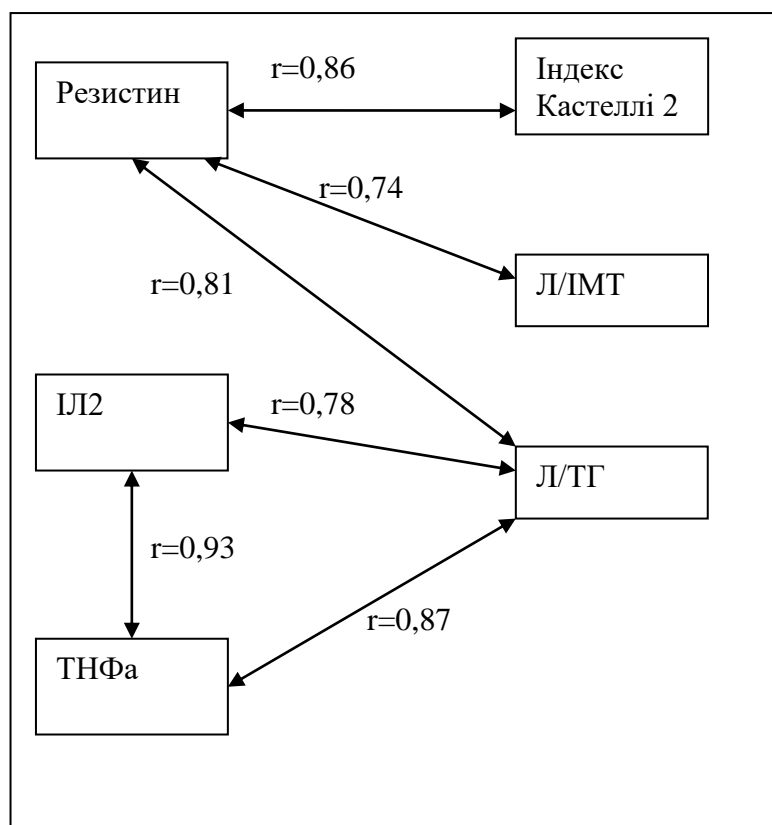 r=0,86
Резистин
Індекс
Кастеллі 2
r=0,74
r=0,81
Л/ІМТ
ІЛ2
r=0,78
Л/ТГ
r=0,93
r=0,87
ТНФа